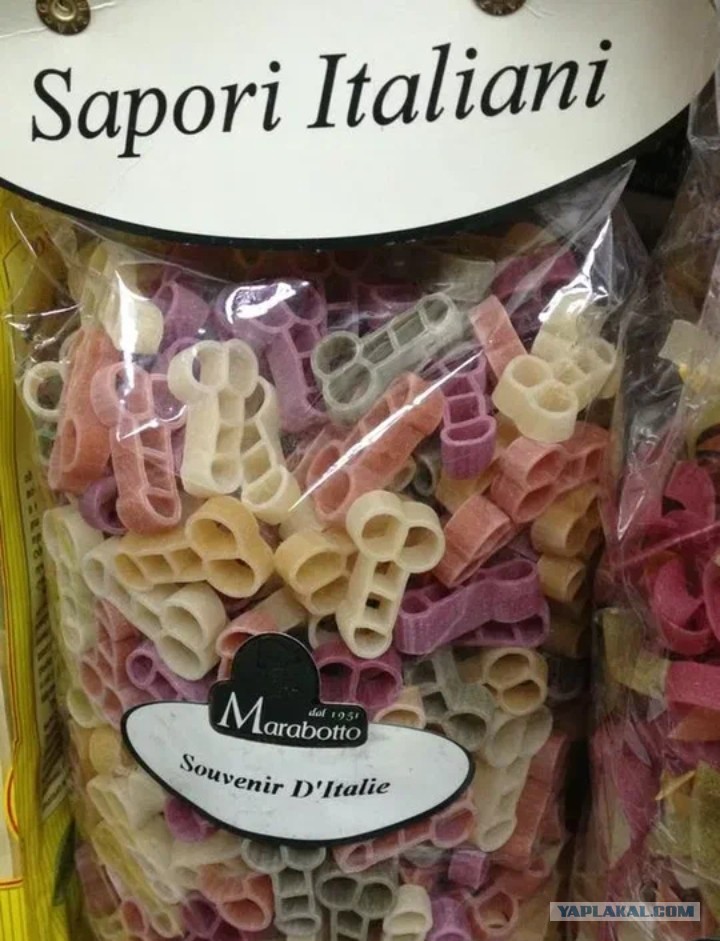 Sapori Italiani
dal 1951
Marabotto
Souvenir D'Italie
YAPLAKAL.COM